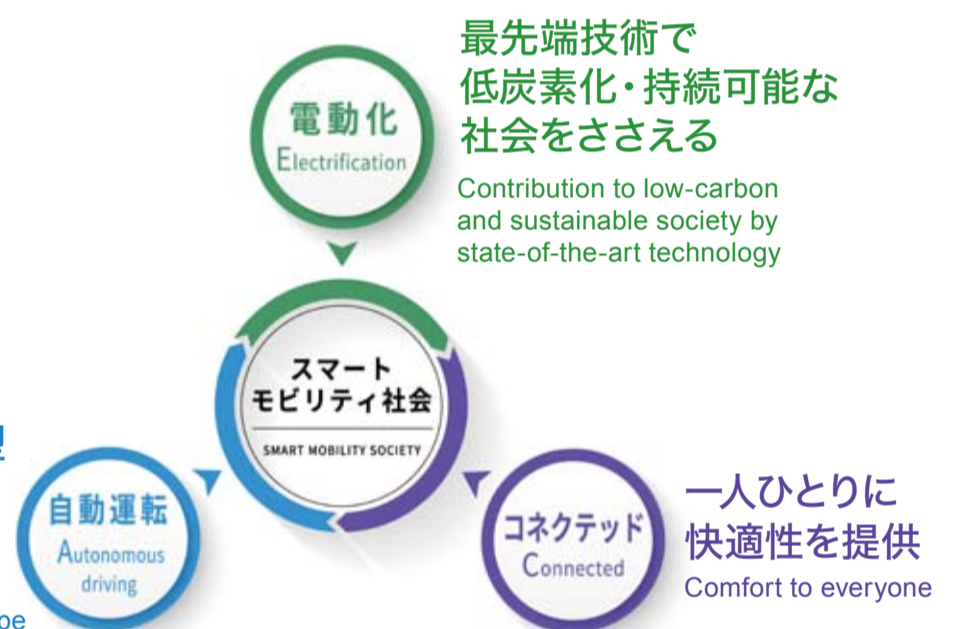 最先端技術で
低炭素化・持続可能な
社会をささえる
Contribution to low-carbon
and sustainable society by
state-of-the-art technology
電動化
Electrification
スマート
モビリティ社会
SMART MOBILITY SOCIETY
自動運転
Autonomous
driving
コネクテッド
Connected
一人ひとりに
快適性を提供
Comfort to everyone